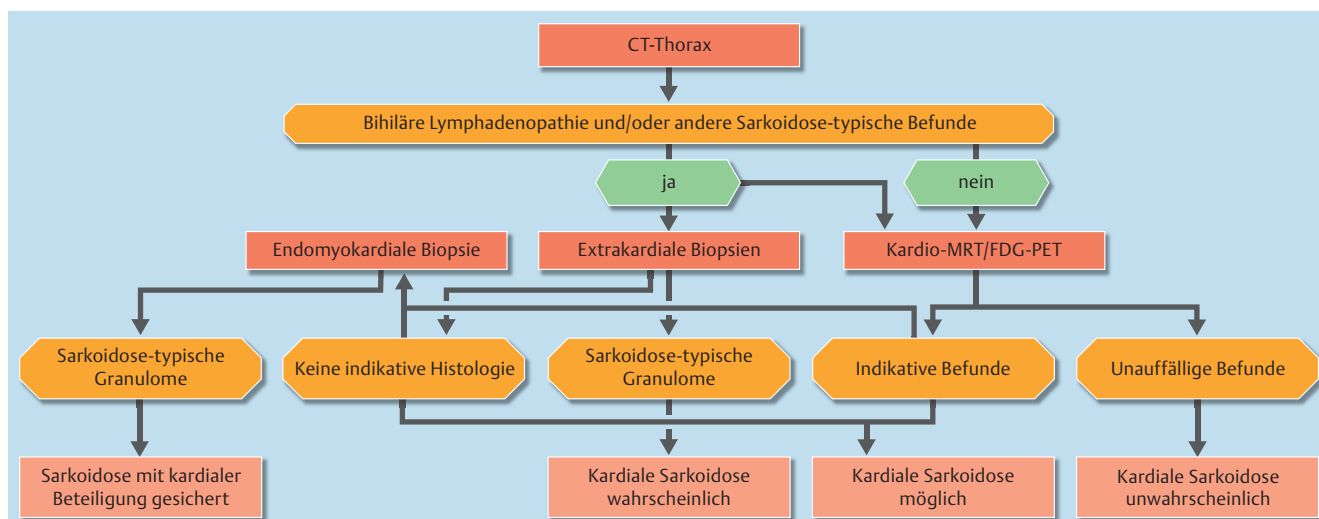 CT-Thorax
Bihiläre Lymphadenopathie und/oder andere Sarkoidose-typische Befunde
ja
nein
Endomyokardiale Biopsie
Extrakardiale Biopsien
Kardio-MRT/FDG-PET
Sarkoidose-typische
Granulome
Keine indikative Histologie
Sarkoidose-typische
Granulome
Indikative Befunde
Unauffällige Befunde
Sarkoidose mit kardialer
Beteiligung gesichert
Kardiale Sarkoidose
wahrscheinlich
Kardiale Sarkoidose
möglich
Kardiale Sarkoidose
unwahrscheinlich